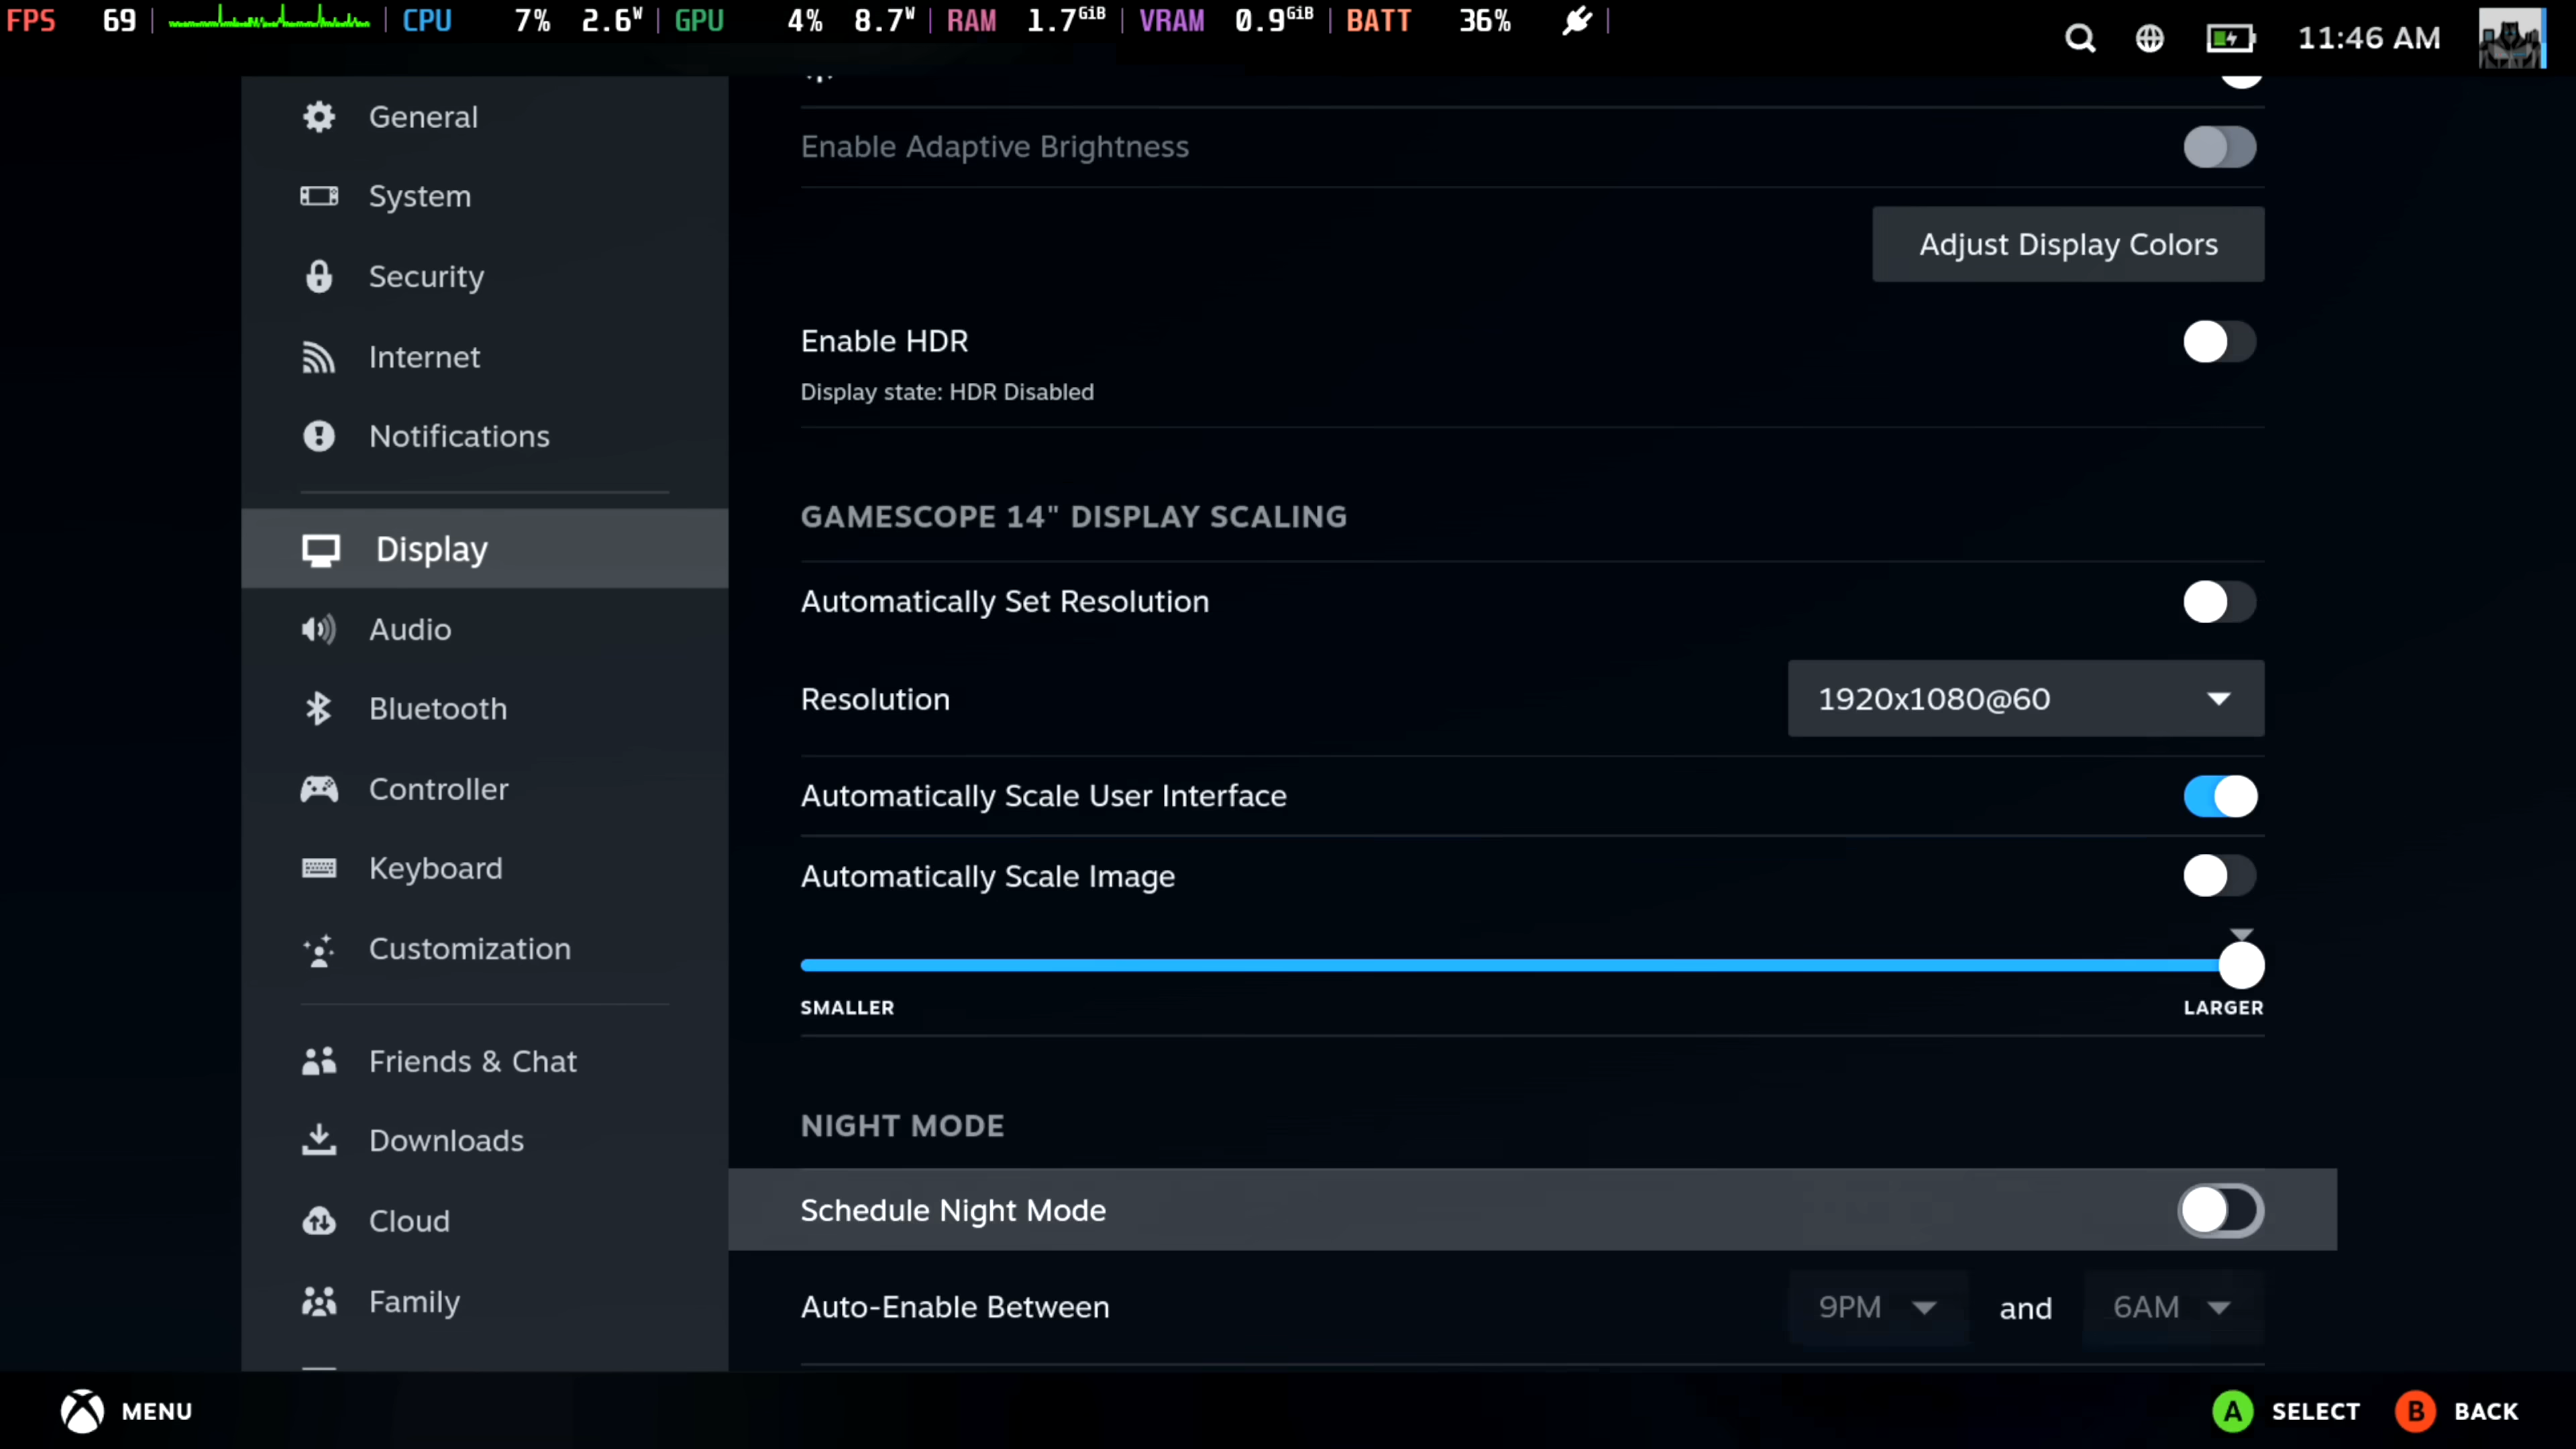 FPS 69 CPU 7% 2.6W GPU 4% 8.7W RAM 1.7GiB VRAM 0.9GiB BATT 36%
11:46 AM
General
System
Security
Internet
Notifications
Display
Audio
Bluetooth
Controller
Keyboard
Customization
Friends & Chat
Downloads
Cloud
Family
Enable Adaptive Brightness
Adjust Display Colors
Enable HDR
Display state: HDR Disabled
GAMESCOPE 14" DISPLAY SCALING
Automatically Set Resolution
Resolution 1920x1080@60
Automatically Scale User Interface
Automatically Scale Image
SMALLER LARGER
NIGHT MODE
Schedule Night Mode
Auto-Enable Between 9PM and 6AM
MENU
A SELECT B BACK